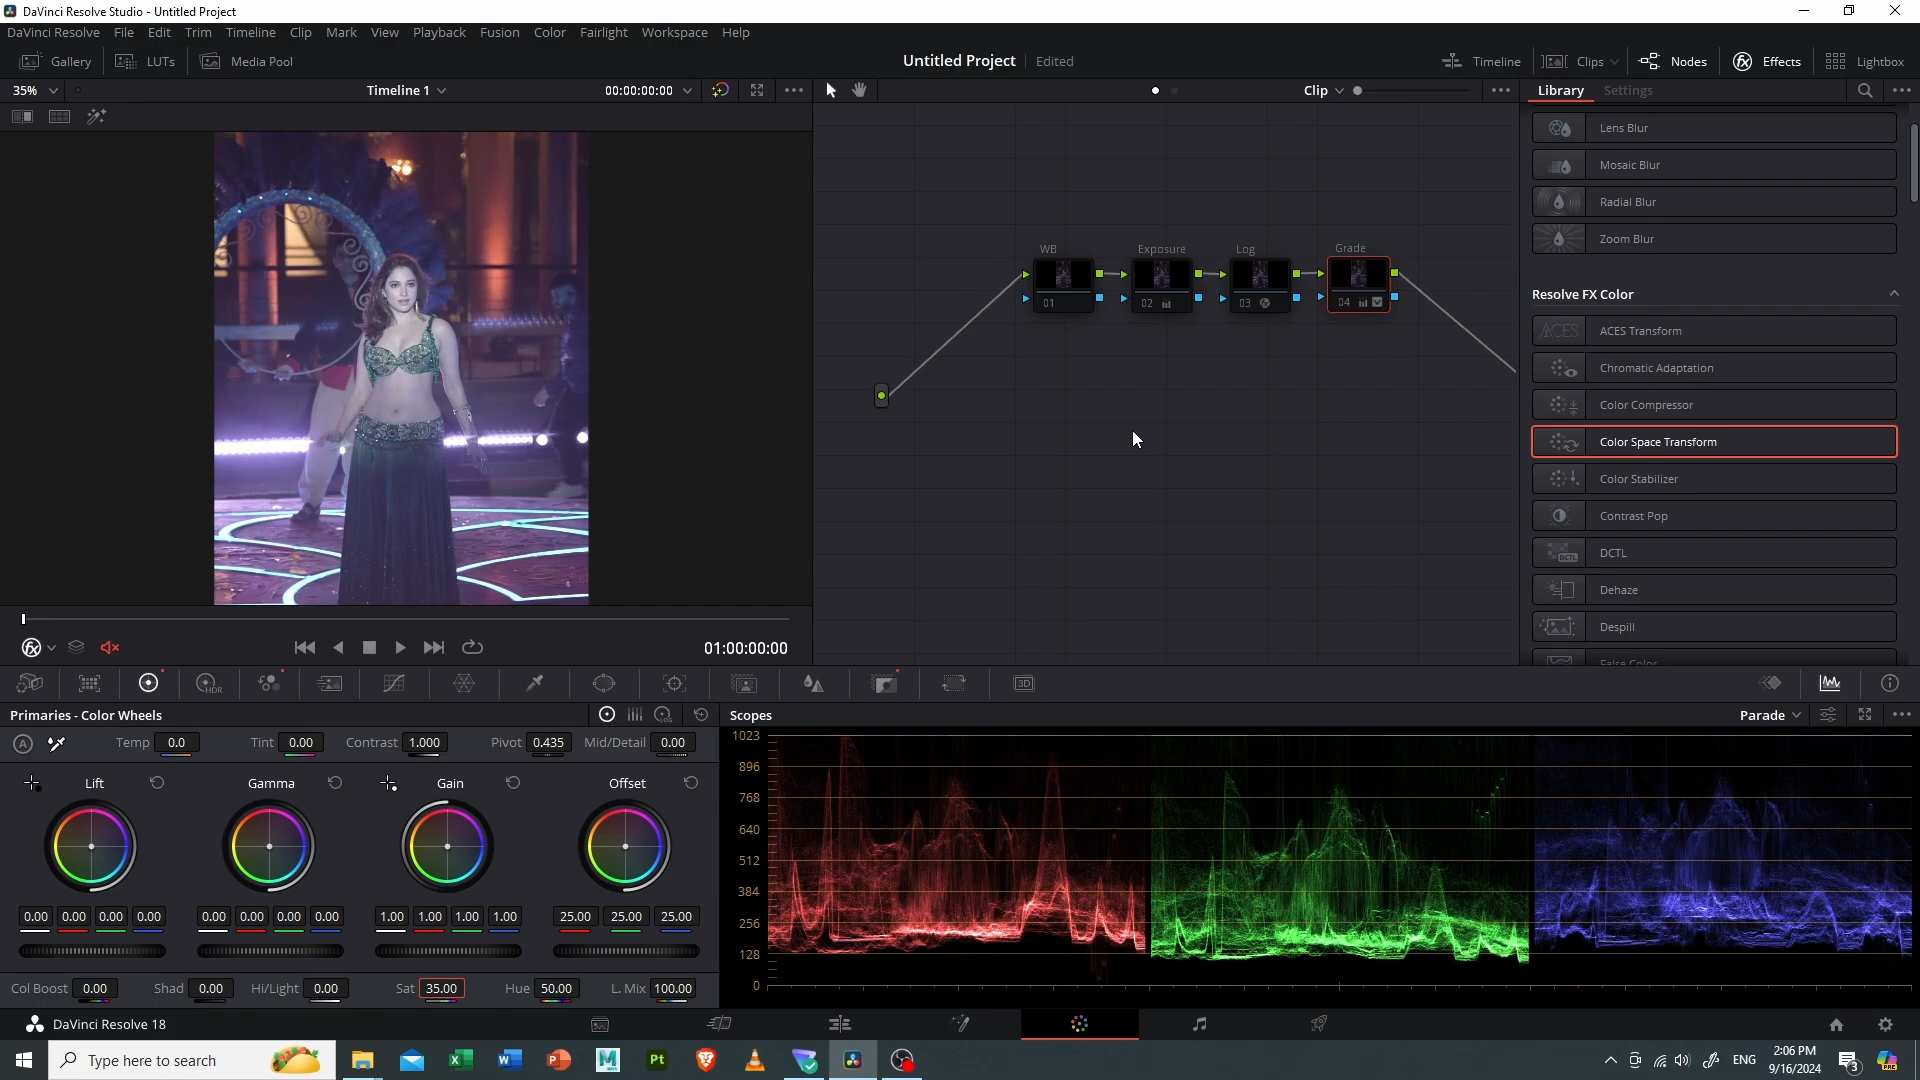 DaVinci Resolve Studio - Untitled Project
DaVinci Resolve File Edit Trim Timeline Clip Mark View Playback Fusion Color Fairlight Workspace Help
Gallery LUTs Media Pool Untitled Project Edited Timeline Clips Nodes Effects Lightbox
35% Timeline 1 00:00:00:00 Clip Library Settings
Lens Blur
Mosaic Blur
Radial Blur
Zoom Blur
WB Exposure Log Grade
01 02 03 04
Resolve FX Color
ACES ACES Transform
Chromatic Adaptation
Color Compressor
Color Space Transform
Color Stabilizer
Contrast Pop
DCTL DCTL
Dehaze
Despill
False Color
01:00:00:00
HDR 3D
Primaries - Color Wheels LOG Scopes Parade
A Temp 0.0 Tint 0.00 Contrast 1.000 Pivot 0.435 Mid/Detail 0.00
Lift Gamma Gain Offset
0.00 0.00 0.00 0.00 0.00 0.00 0.00 0.00 1.00 1.00 1.00 1.00 25.00 25.00 25.00
Col Boost 0.00 Shad 0.00 Hi/Light 0.00 Sat 35.00 Hue 50.00 L. Mix 100.00
1023
896
768
640
512
384
256
128
0
DaVinci Resolve 18
Type here to search
ENG
2:06 PM
9/16/2024
3
PRE